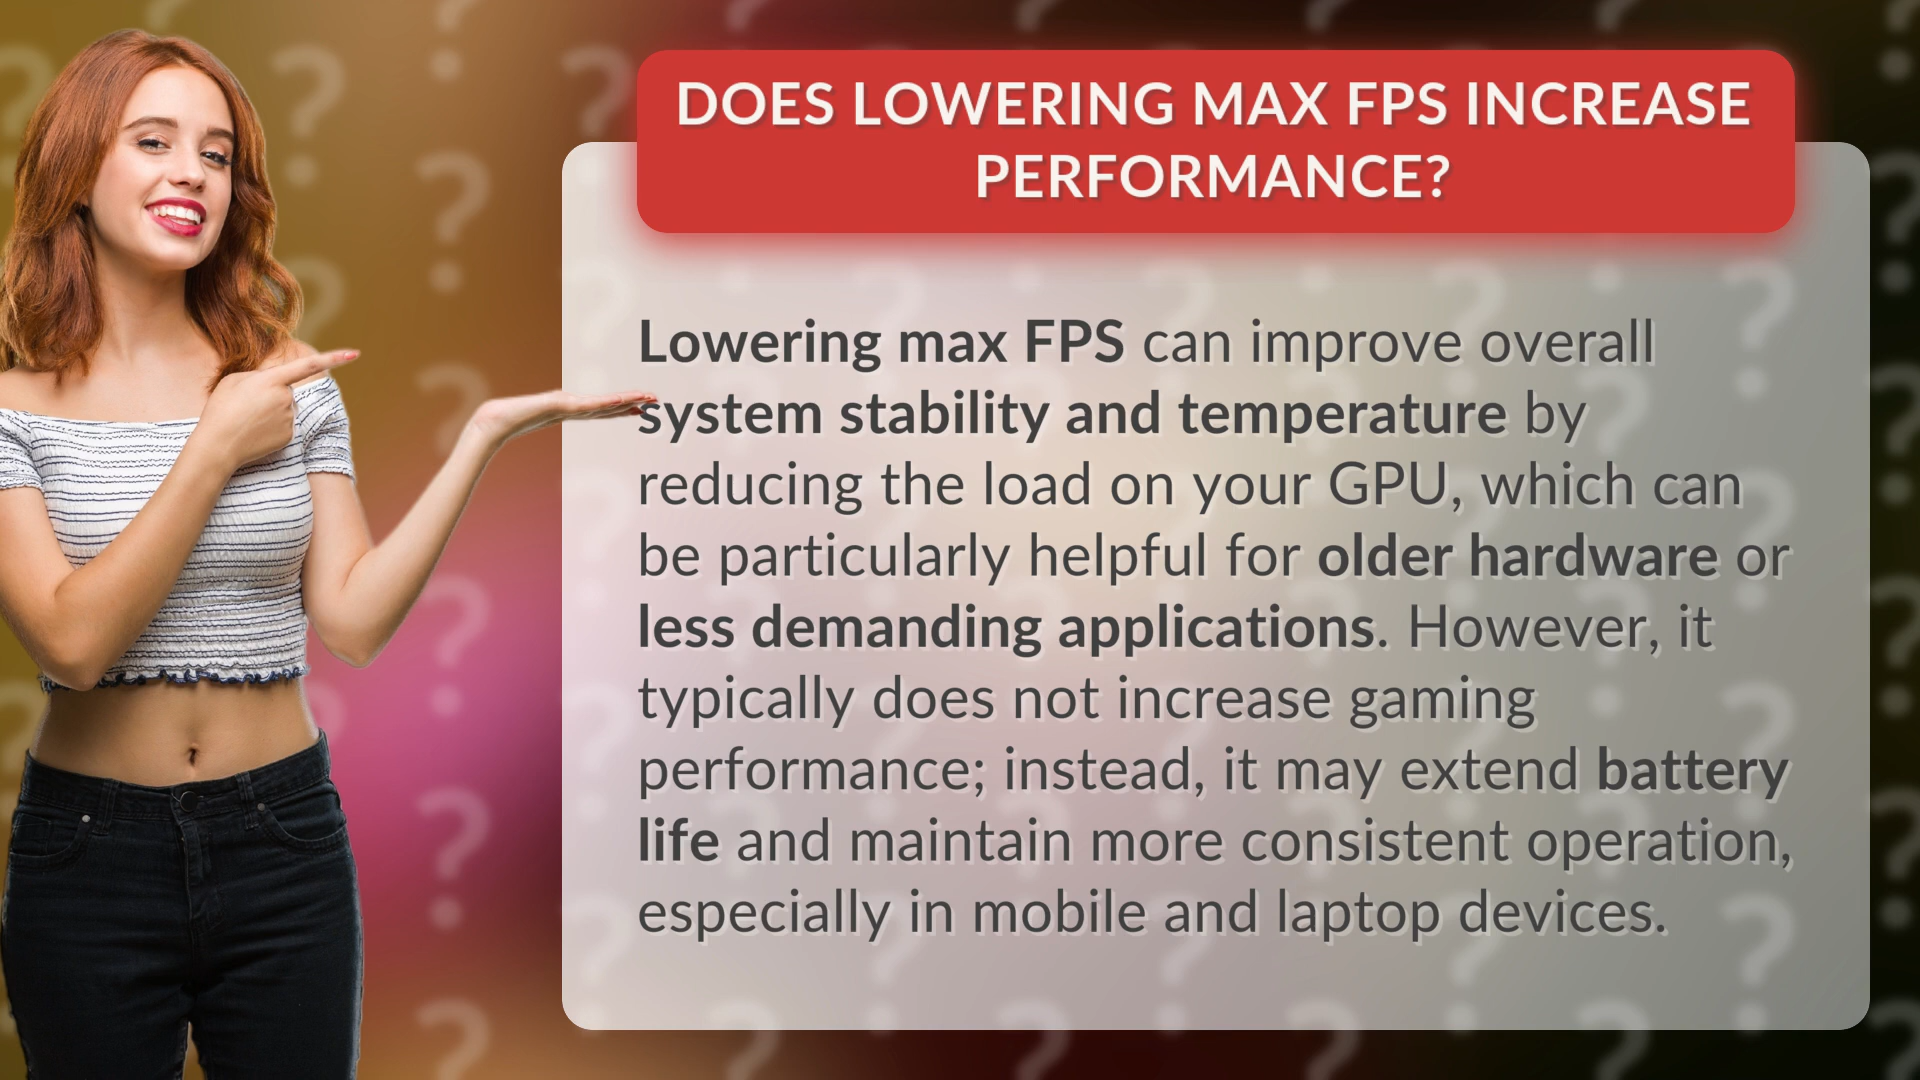 DOES LOWERING MAX FPS INCREASE
PERFORMANCE?
Lowering max FPS can improve overall
system stability and temperature by
reducing the load on your GPU, which can
be particularly helpful for older hardware or
less demanding applications. However, it
typically does not increase gaming
performance; instead, it may extend battery
life and maintain more consistent operation,
especially in mobile and laptop devices.